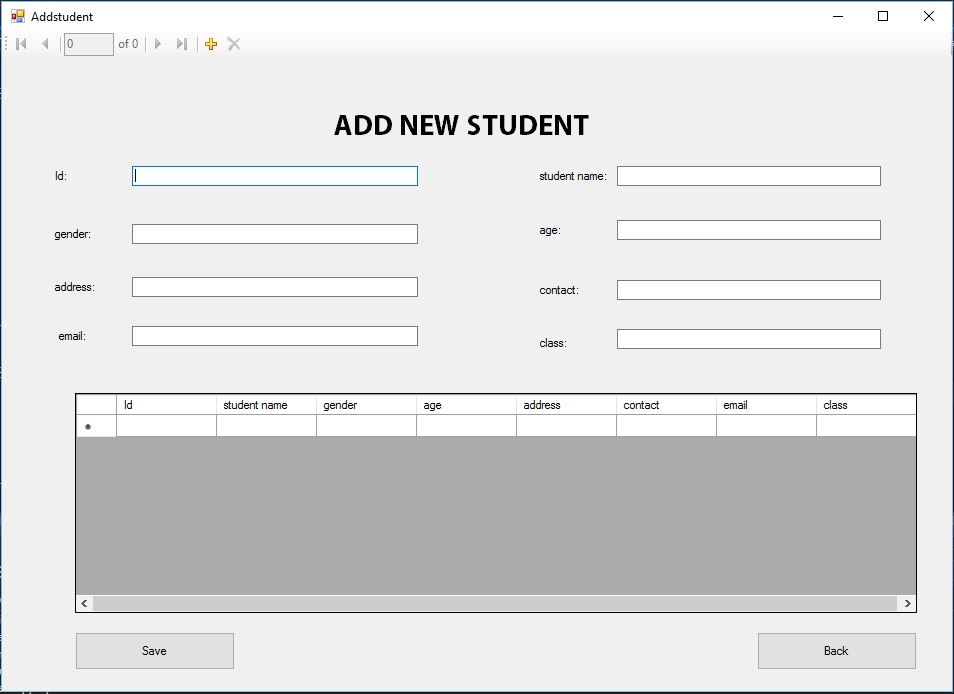 Addstudent
0 of 0
ADD NEW STUDENT
Id: student name:
gender: age:
address: contact:
email: class:
Id student name gender age address contact email class
Save Back